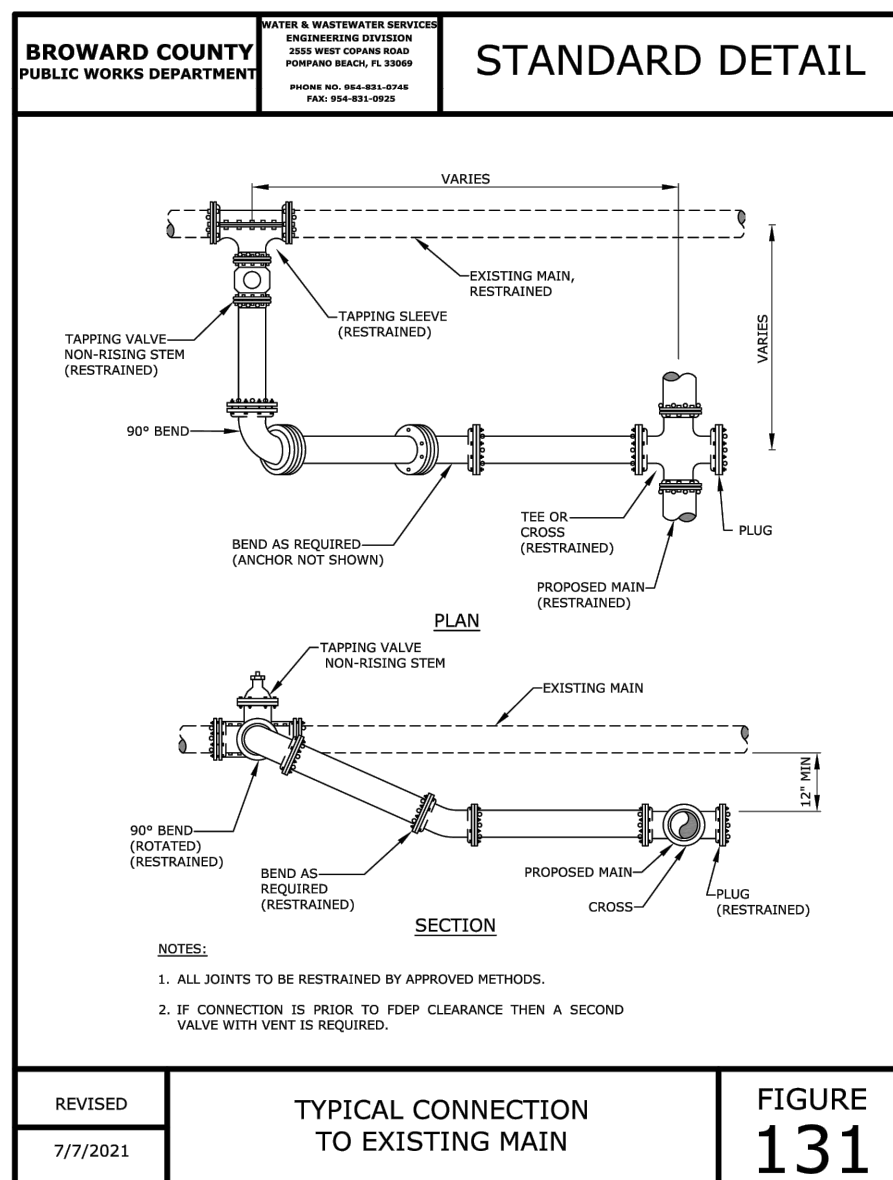 BROWARD COUNTY
PUBLIC WORKS DEPARTMENT
WATER & WASTEWATER SERVICES
ENGINEERING DIVISION
2555 WEST COPANS ROAD
POMPANO BEACH, FL 33069
PHONE NO. 954-831-0745
FAX: 954-831-0925
STANDARD DETAIL
VARIES
EXISTING MAIN,
RESTRAINED
TAPPING SLEEVE
(RESTRAINED)
VARIES
TAPPING VALVE
NON-RISING STEM
(RESTRAINED)
90° BEND
BEND AS REQUIRED
(ANCHOR NOT SHOWN)
TEE OR
CROSS
(RESTRAINED)
PLUG
PROPOSED MAIN
(RESTRAINED)
PLAN
TAPPING VALVE
NON-RISING STEM
EXISTING MAIN
12" MIN
90° BEND
(ROTATED)
(RESTRAINED)
BEND AS
REQUIRED
(RESTRAINED)
PROPOSED MAIN
CROSS
PLUG
(RESTRAINED)
SECTION
NOTES:
1. ALL JOINTS TO BE RESTRAINED BY APPROVED METHODS.
2. IF CONNECTION IS PRIOR TO FDEP CLEARANCE THEN A SECOND
VALVE WITH VENT IS REQUIRED.
REVISED
7/7/2021
TYPICAL CONNECTION
TO EXISTING MAIN
FIGURE
131